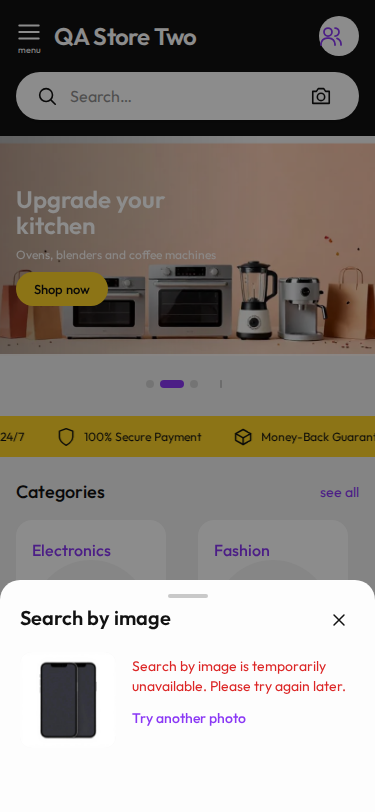 QA Store Two
menu
Search...
Upgrade your
kitchen
Ovens, blenders and coffee machines
Shop now
24/7
100% Secure Payment
Money-Back Guarant
Categories
see all
Electronics
Fashion
Search by image
Search by image is temporarily
unavailable. Please try again later.
Try another photo